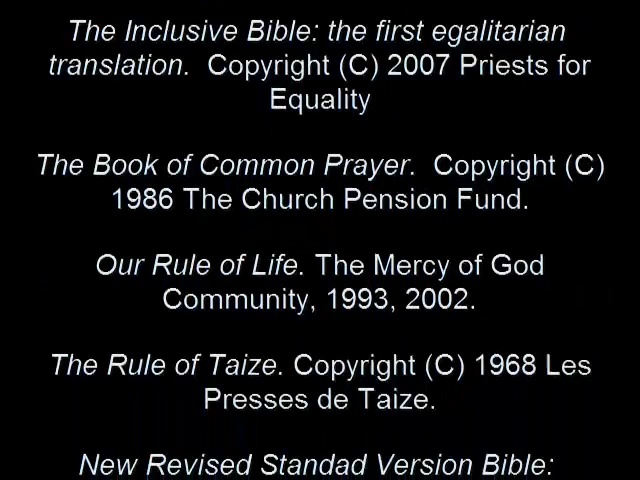 The Inclusive Bible: the first egalitarian
translation. Copyright (C) 2007 Priests for
Equality
The Book of Common Prayer. Copyright (C)
1986 The Church Pension Fund.
Our Rule of Life. The Mercy of God
Community, 1993, 2002.
The Rule of Taize. Copyright (C) 1968 Les
Presses de Taize.
New Revised Standad Version Bible: